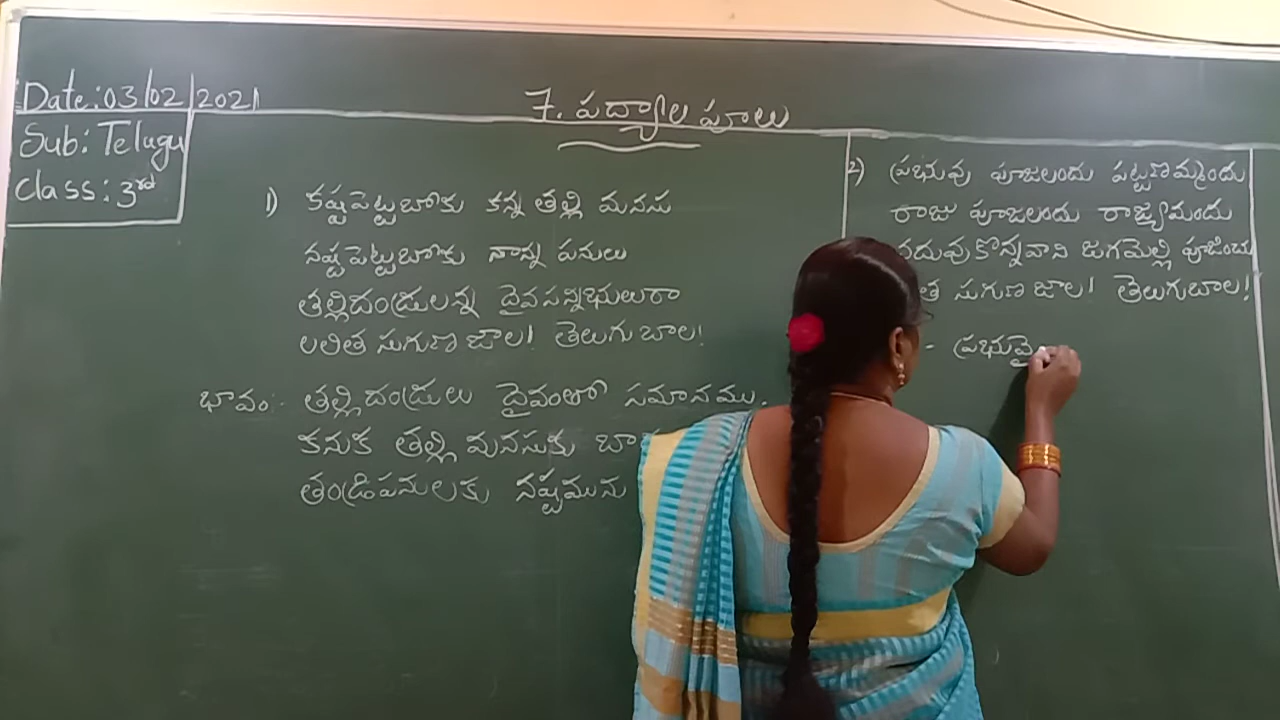 Date: 03/02/2021
Sub: Telugu
Class: 3rd
7. పద్యాల పూలు
1) కష్టపెట్టబోకు కన్న తల్లి మనసు
నష్టపెట్టబోకు నాన్న పనులు
తల్లిదండ్రులన్న దైవసన్నిభులురా
లలిత సుగుణ జాల! తెలుగు బాల!
భావం:- తల్లిదండ్రులు దైవంతో సమానము.
కనుక తల్లి మనసుకు
తండ్రిపనులకు నష్టమును
2) ప్రభువు పూజలందు పట్టణమ్మందు
రాజు పూజలందు రాజ్యమందు
చదువుకొన్నవాని జగమెల్ల పూజించు
సుగుణ జాల! తెలుగుబాల!
- ప్రభువై